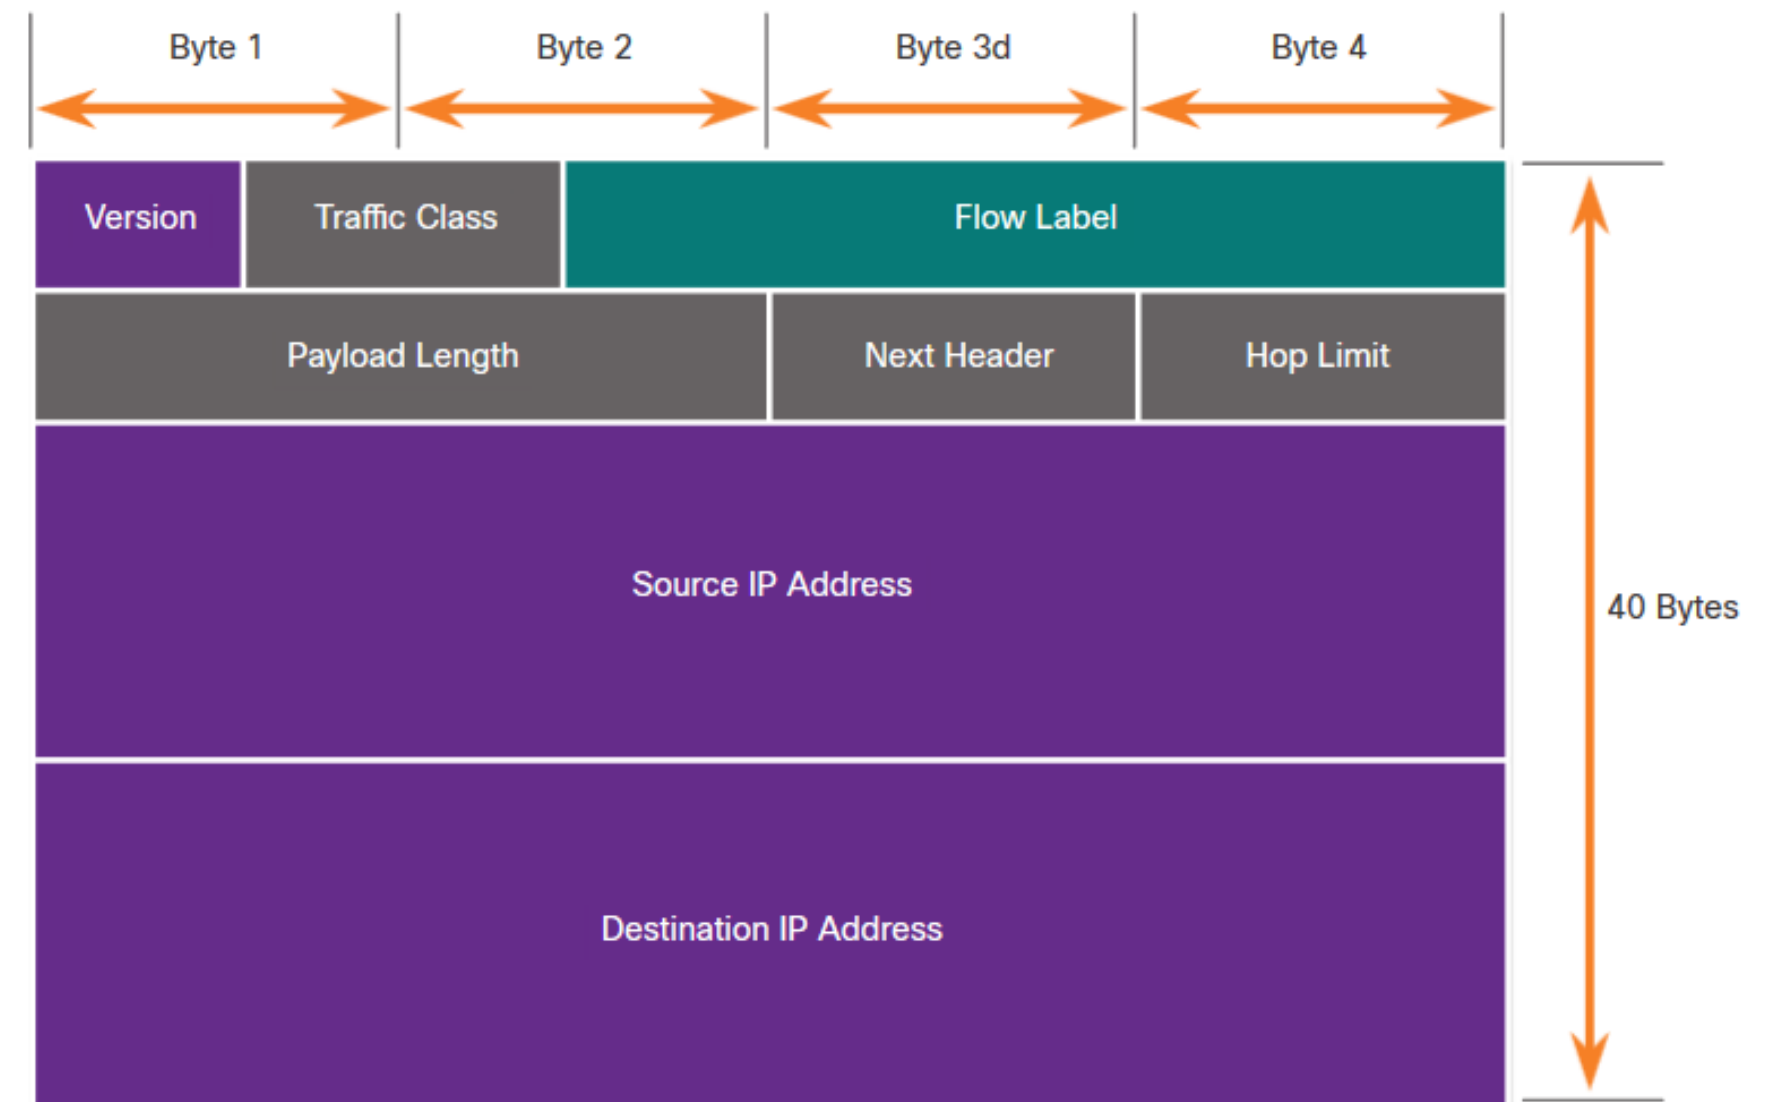 Byte 1
Byte 2
Byte 3d
Byte 4
Version
Traffic Class
Flow Label
Payload Length
Next Header
Hop Limit
Source IP Address
40 Bytes
Destination IP Address